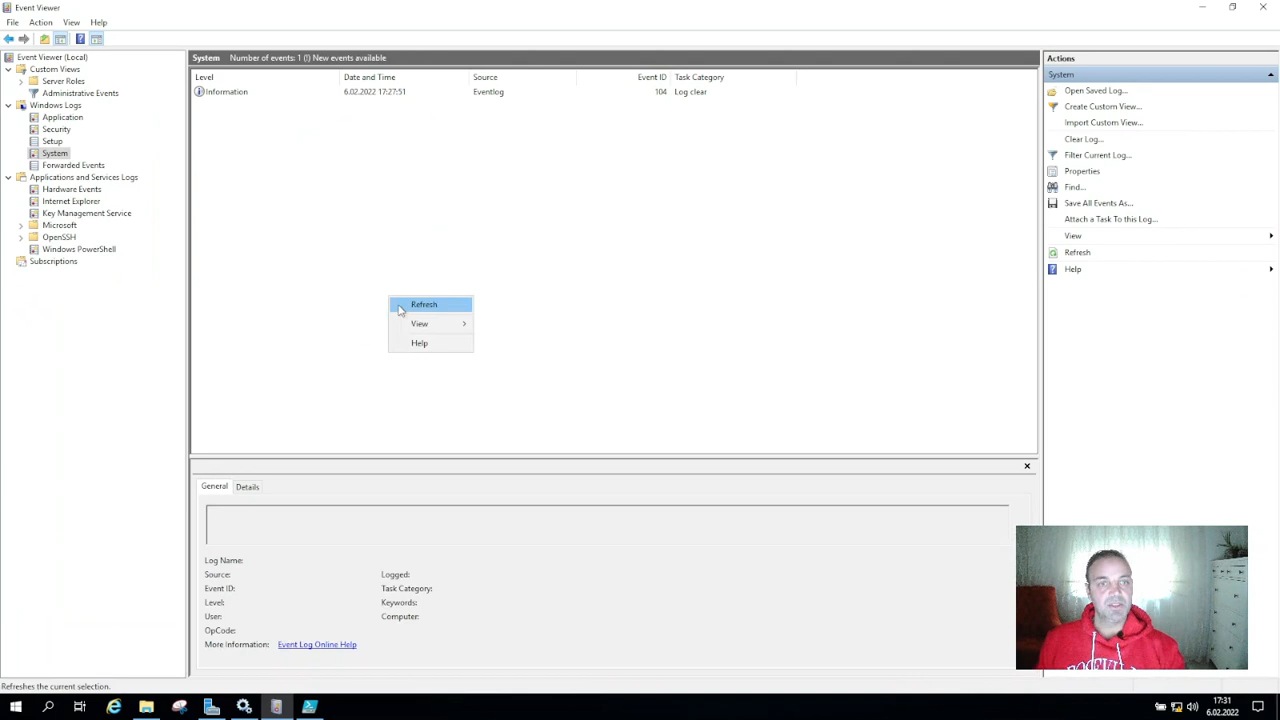 Event Viewer
File Action View Help
Event Viewer (Local)
Custom Views
Server Roles
Administrative Events
Windows Logs
Application
Security
Setup
System
Forwarded Events
Applications and Services Logs
Hardware Events
Internet Explorer
Key Management Service
Microsoft
OpenSSH
Windows PowerShell
Subscriptions
System Number of events: 1 (!) New events available
Level Date and Time Source Event ID Task Category
Information 6.02.2022 17:27:51 Eventlog 104 Log clear
Refresh
View
Help
General Details
Log Name:
Source: Logged:
Event ID: Task Category:
Level: Keywords:
User: Computer:
OpCode:
More Information: Event Log Online Help
Actions
System
Open Saved Log...
Create Custom View...
Import Custom View...
Clear Log...
Filter Current Log...
Properties
Find...
Save All Events As...
Attach a Task To this Log...
View
Refresh
Help
Refreshes the current selection.
17:31
6.02.2022